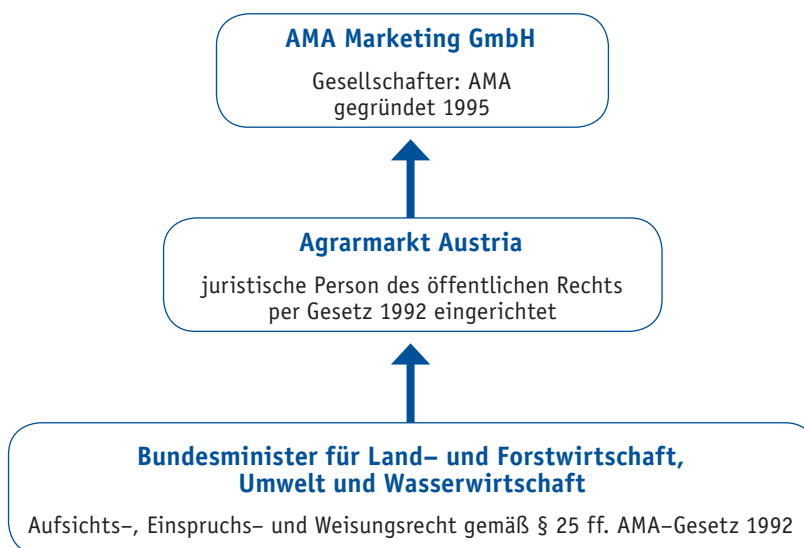 AMA Marketing GmbH
Gesellschafter: AMA
gegründet 1995
Agrarmarkt Austria
juristische Person des öffentlichen Rechts
per Gesetz 1992 eingerichtet
Bundesminister für Land– und Forstwirtschaft,
Umwelt und Wasserwirtschaft
Aufsichts–, Einspruchs– und Weisungsrecht gemäß § 25 ff. AMA–Gesetz 1992